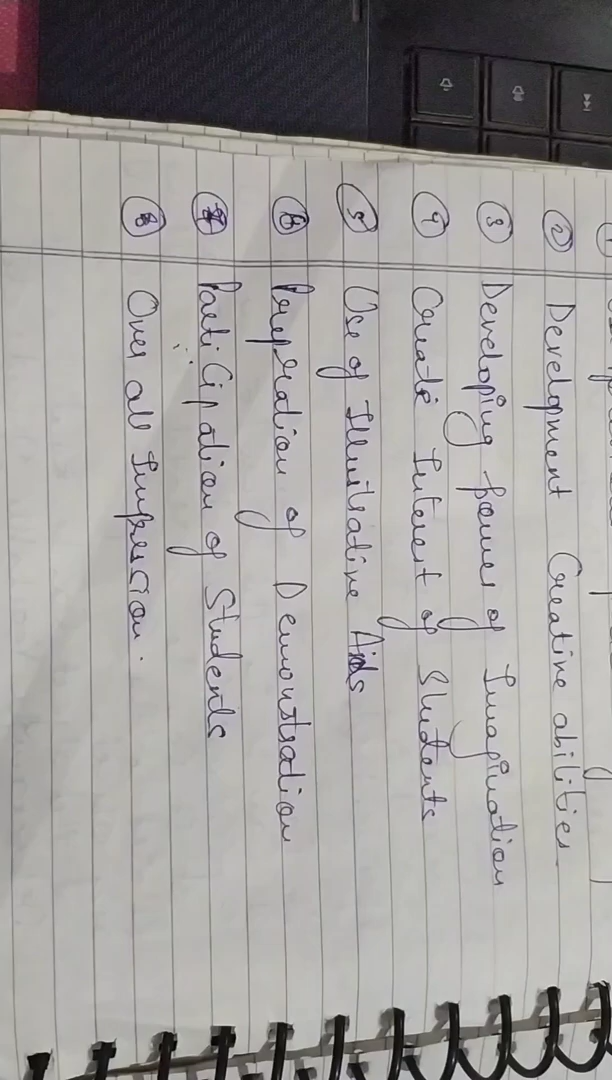 ② Development Creative abilities
③ Developing power of Imagination
④ Create Interest of Students
⑤ Use of Illustrative Aids
⑥ Prepration of Demonstration
⑦ Participation of Students
⑧ Over all Impression.